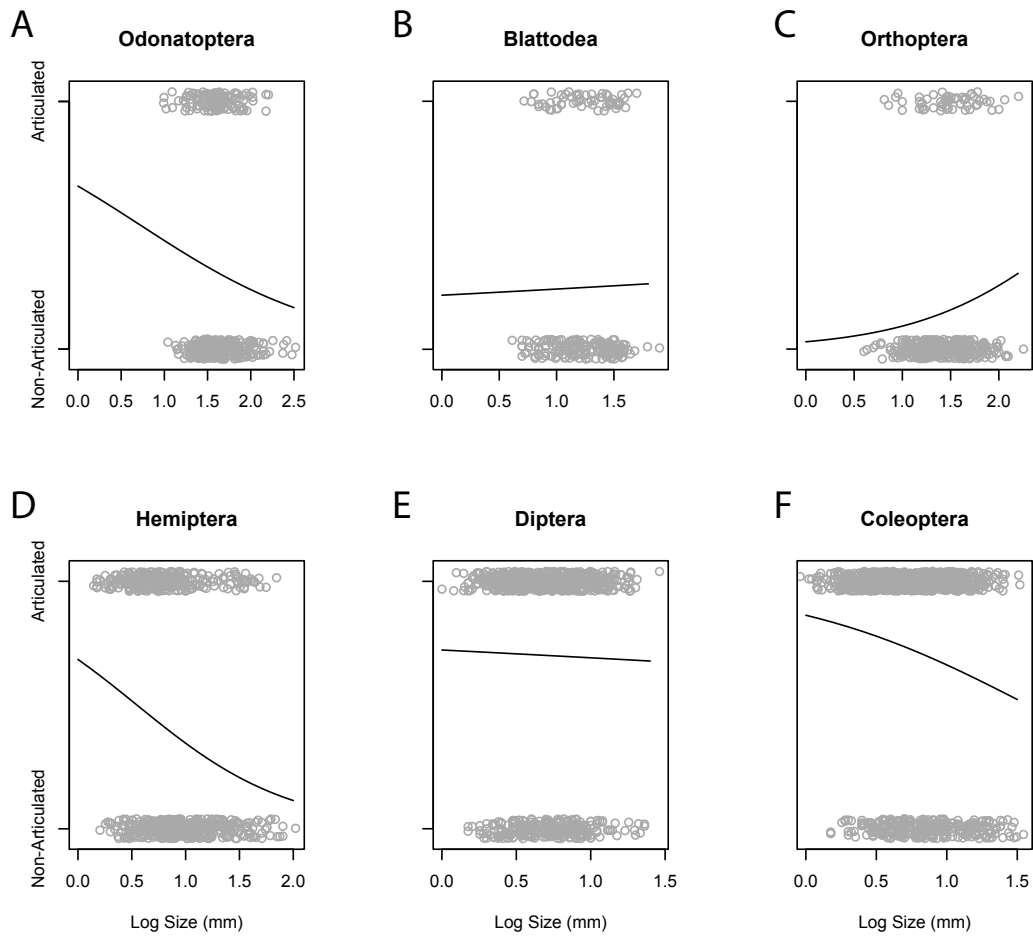 A
Odonatoptera
B
Blattodea
C
Orthoptera
Articulated
Non-Articulated
0.0 0.5 1.0 1.5 2.0 2.5
0.0 0.5 1.0 1.5
0.0 0.5 1.0 1.5 2.0
D
Hemiptera
E
Diptera
F
Coleoptera
Articulated
Non-Articulated
0.0 0.5 1.0 1.5 2.0
0.0 0.5 1.0 1.5
0.0 0.5 1.0 1.5
Log Size (mm)
Log Size (mm)
Log Size (mm)